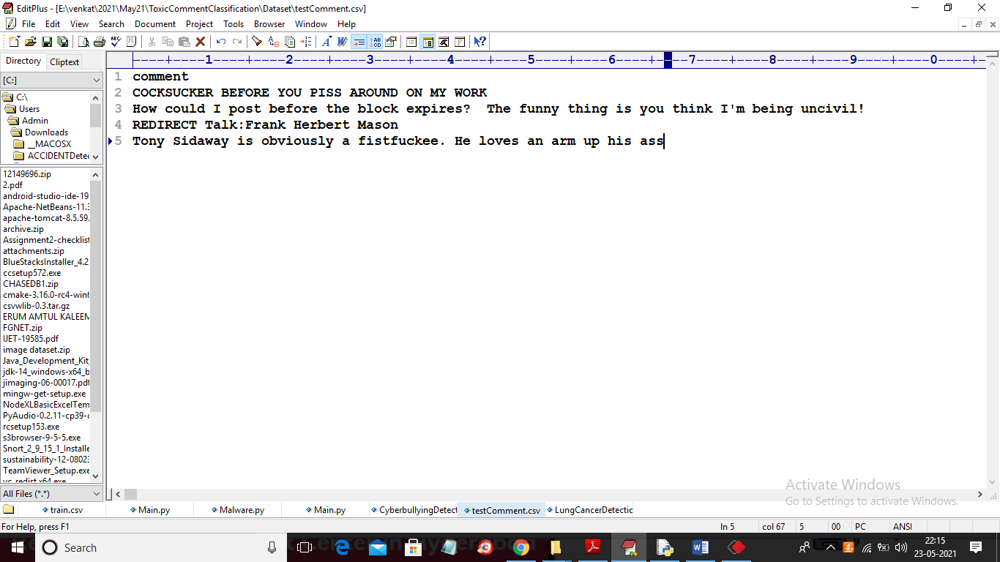 EditPlus - [E:\venkat\2021\May21\ToxicCommentClassification\Dataset\testComment.csv]
File Edit View Search Document Project Tools Browser Window Help
Directory Cliptext
[C:]
C:\
Users
Admin
Downloads
__MACOSX
ACCIDENTDetec
12149696.zip
2.pdf
android-studio-ide-19
Apache-NetBeans-11.3
apache-tomcat-8.5.59.
archive.zip
Assignment2-checklist
attachments.zip
BlueStacksInstaller_4.2
ccsetup572.exe
CHASEDB1.zip
cmake-3.16.0-rc4-win6
csvwlib-0.3.tar.gz
ERUM AMTUL KALEEM
FGNET.zip
IJET-19585.pdf
image dataset.zip
Java_Development_Kit_
jdk-14_windows-x64_b
jimaging-06-00017.pdf
mingw-get-setup.exe
NodeXLBasicExcelTem
PyAudio-0.2.11-cp39-c
rcsetup153.exe
s3browser-9-5-5.exe
Snort_2_9_15_1_Installe
sustainability-12-08023
TeamViewer_Setup.exe
vc_redist.x64.exe
All Files (*.*)
----+----1----+----2----+----3----+----4----+----5----+----6----+----7----+----8----+----9----+----0----+-
1 comment
2 COCKSUCKER BEFORE YOU PISS AROUND ON MY WORK
3 How could I post before the block expires?  The funny thing is you think I'm being uncivil!
4 REDIRECT Talk:Frank Herbert Mason
5 Tony Sidaway is obviously a fistfuckee. He loves an arm up his ass
Activate Windows
Go to Settings to activate Windows.
train.csv Main.py Malware.py Main.py CyberbullyingDetect testComment.csv LungCancerDetectic
For Help, press F1 ln 5 col 67 5 00 PC ANSI
Search
22:15
23-05-2021